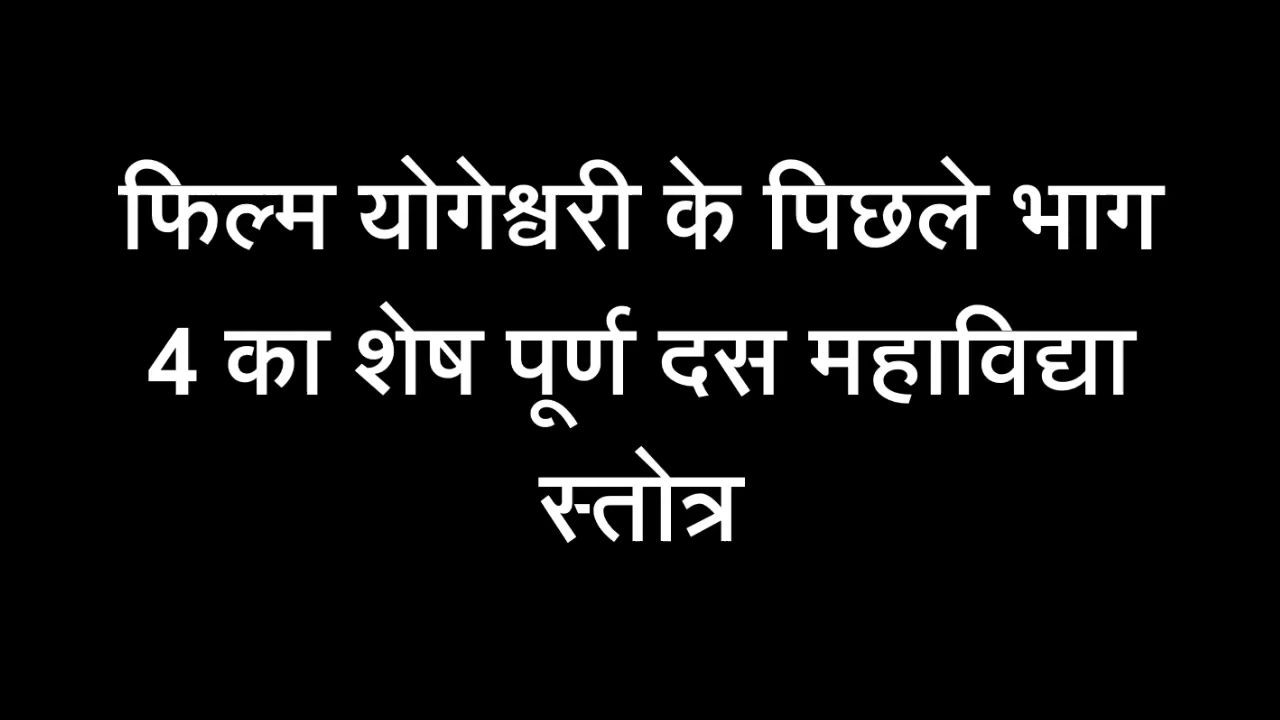 फिल्म योगेश्वरी के पिछले भाग
4 का शेष पूर्ण दस महाविद्या
स्तोत्र